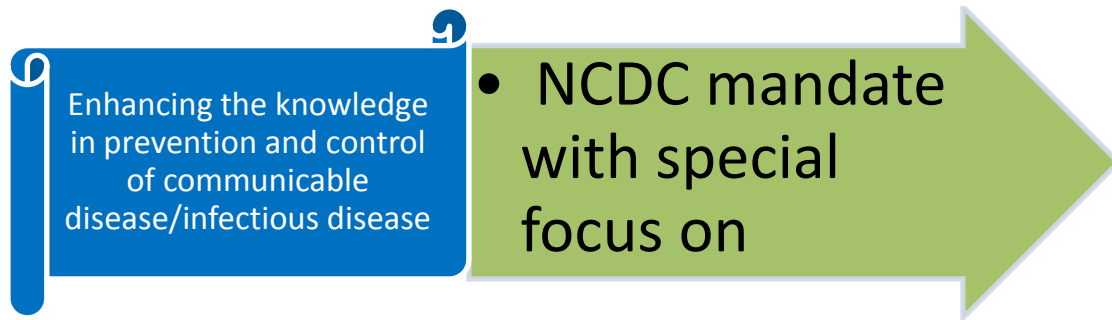 Enhancing the knowledge
in prevention and control
of communicable
disease/infectious disease
• NCDC mandate
with special
focus on